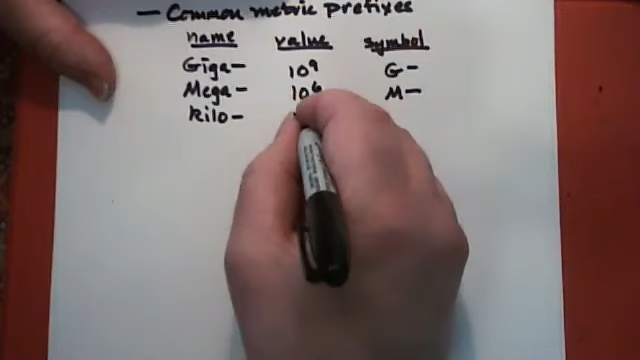 — Common metric prefixes
name value symbol
Giga— 10⁹ G—
Mega— 10⁶ M—
kilo—